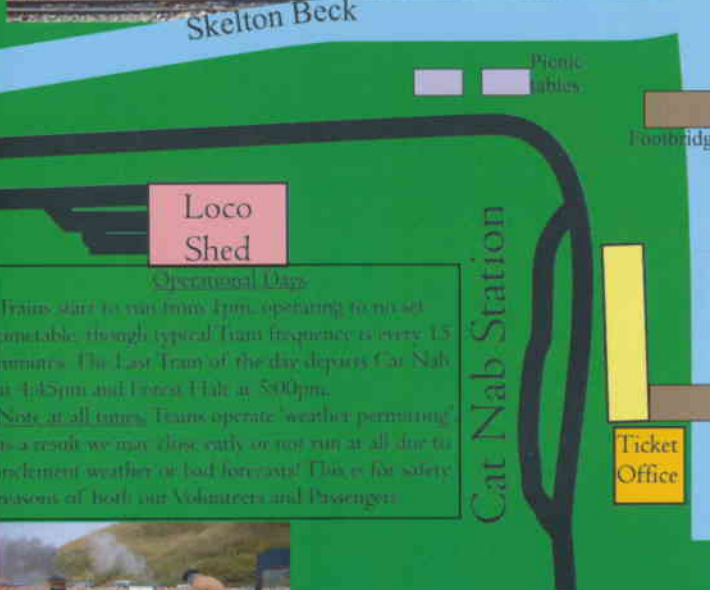 Skelton Beck
Picnic
tables
Footbridg
Loco
Shed
Cat Nab Station
Operational Days
Trains start to run from 1pm, operating to no set
timetable, though typical Train frequency is every 15
minutes. The Last Train of the day departs Cat Nab
at 4:45pm and Forest Halt at 5:00pm.
Note at all times, Trains operate 'weather permitting'
as a result we may close early or not run at all due to
inclement weather or bad forecasts! This is for safety
reasons of both our Volunteers and Passengers
Ticket
Office